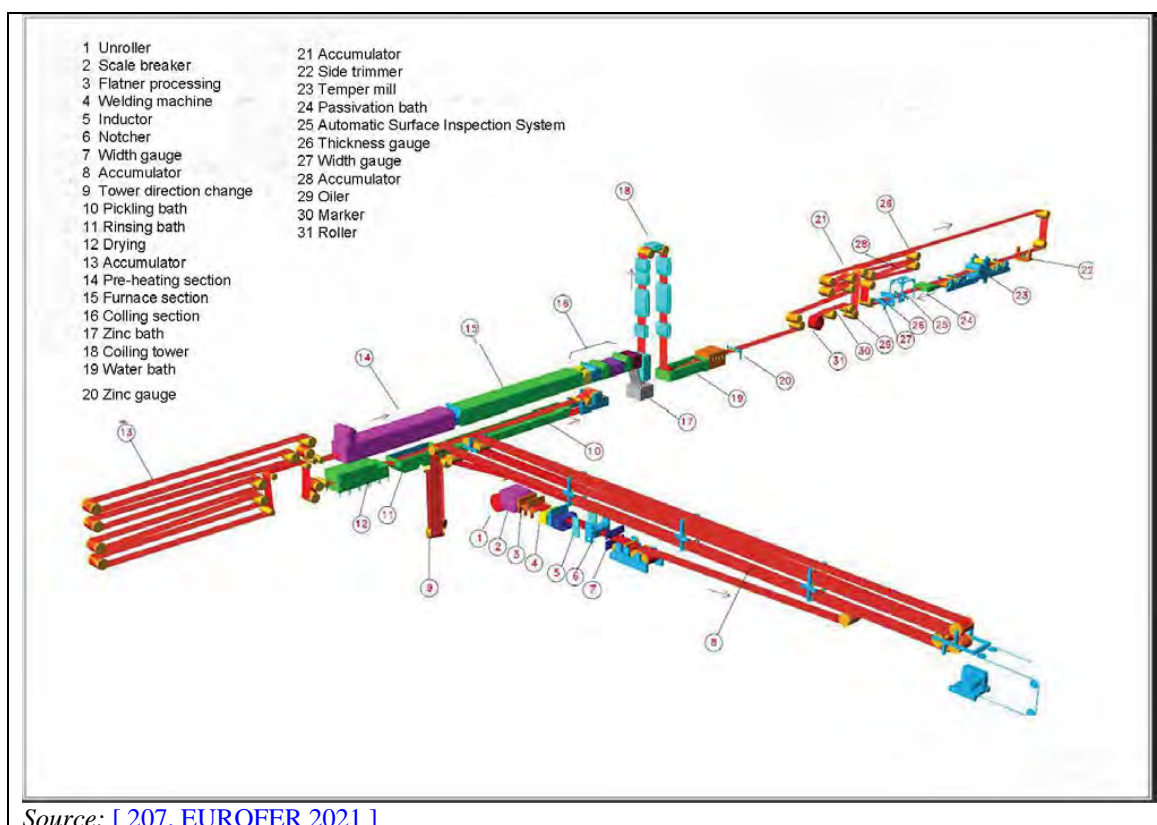 1 Unroller
2 Scale breaker
3 Flatner processing
4 Welding machine
5 Inductor
6 Notcher
7 Width gauge
8 Accumulator
9 Tower direction change
10 Pickling bath
11 Rinsing bath
12 Drying
13 Accumulator
14 Pre-heating section
15 Furnace section
16 Colling section
17 Zinc bath
18 Coiling tower
19 Water bath
20 Zinc gauge
21 Accumulator
22 Side trimmer
23 Temper mill
24 Passivation bath
25 Automatic Surface Inspection System
26 Thickness gauge
27 Width gauge
28 Accumulator
29 Oiler
30 Marker
31 Roller
18
21
26
28
22
23
24
25
26
27
29
30
31
20
19
17
16
15
14
13
12
11
10
9
1
2
3
4
5
6
7
8
Source: [ 207, EUROFER 2021 ]